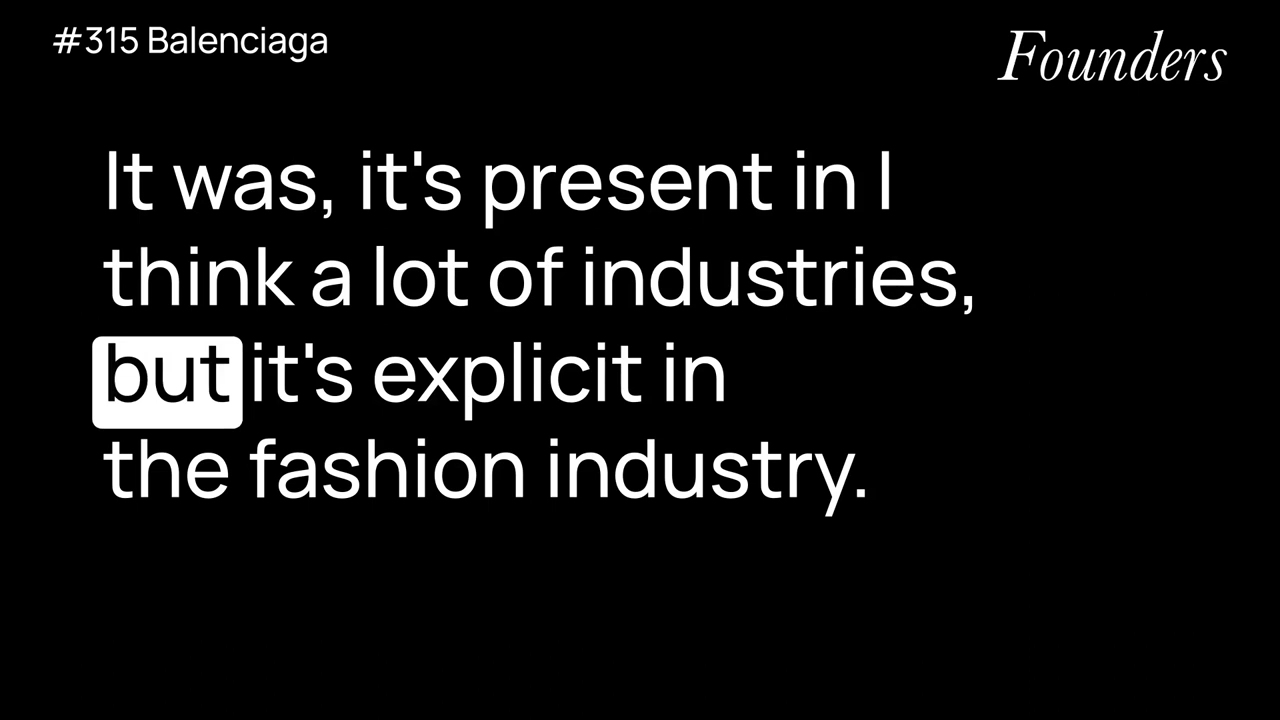 #315 Balenciaga
Founders
It was, it's present in I
think a lot of industries,
but it's explicit in
the fashion industry.